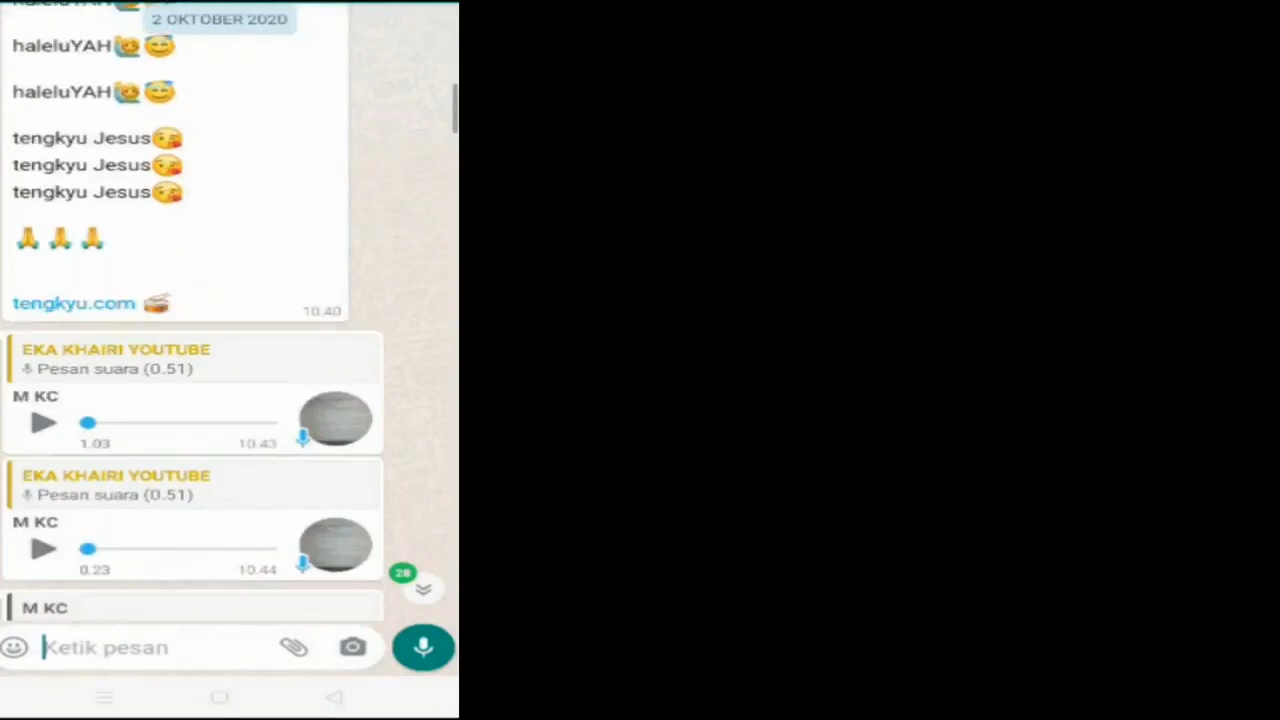 haleluYAH
2 OKTOBER 2020
haleluYAH🙋😇
haleluYAH🙋😇
tengkyu Jesus😘
tengkyu Jesus😘
tengkyu Jesus😘
🙏🙏🙏
tengkyu.com 🥁
10.40
EKA KHAIRI YOUTUBE
Pesan suara (0.51)
M KC
1.03
10.43
EKA KHAIRI YOUTUBE
Pesan suara (0.51)
M KC
0.23
10.44
28
M KC
Ketik pesan